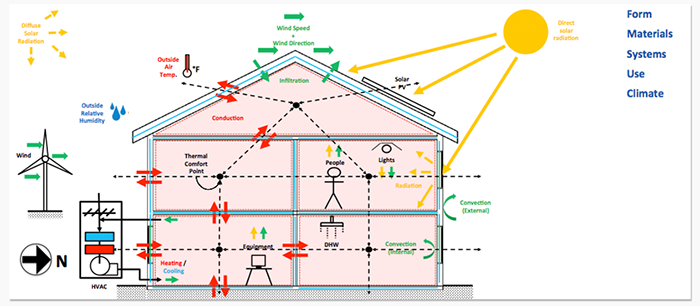 Diffuse
Solar
Radiation
Wind Speed
+
Wind Direction
Direct
solar
radiation
Form
Materials
Systems
Use
Climate
Outside
Air
Temp.
°F
Infiltration
Solar
PV
Outside
Relative
Humidity
Conduction
Wind
Thermal
Comfort
Point
People
Lights
Radiation
Convection
(External)
Equipment
DHW
Convection
(Internal)
Heating /
Cooling
N
HVAC